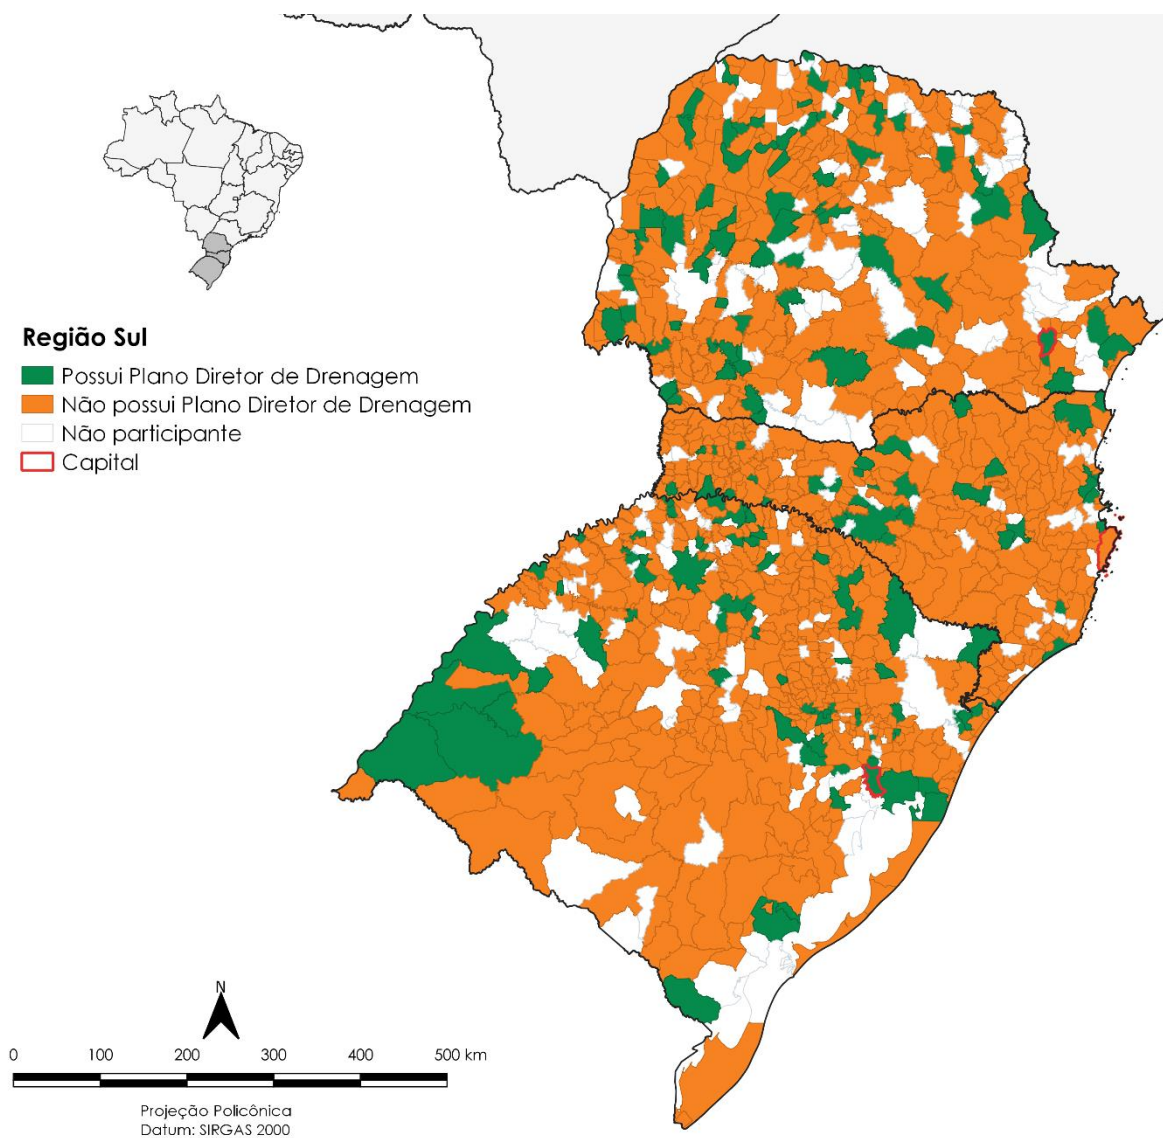 Região Sul
Possui Plano Diretor de Drenagem
Não possui Plano Diretor de Drenagem
Não participante
Capital
N
0 100 200 300 400 500 km
Projeção Policônica
Datum: SIRGAS 2000